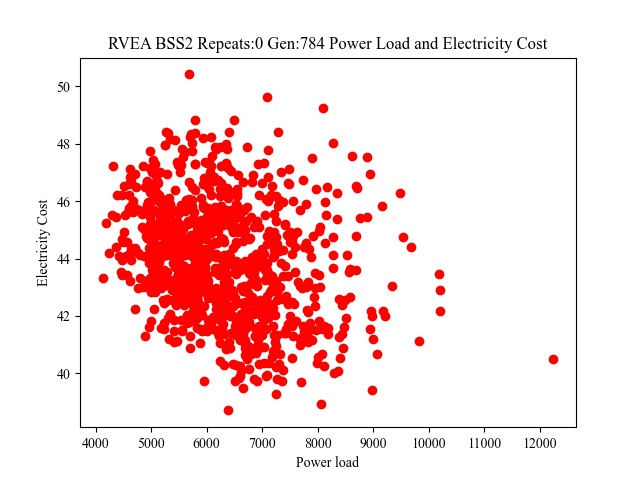 RVEA BSS2 Repeats:0 Gen:784 Power Load and Electricity Cost
50
48
46
44
42
40
Electricity Cost
4000 5000 6000 7000 8000 9000 10000 11000 12000
Power load